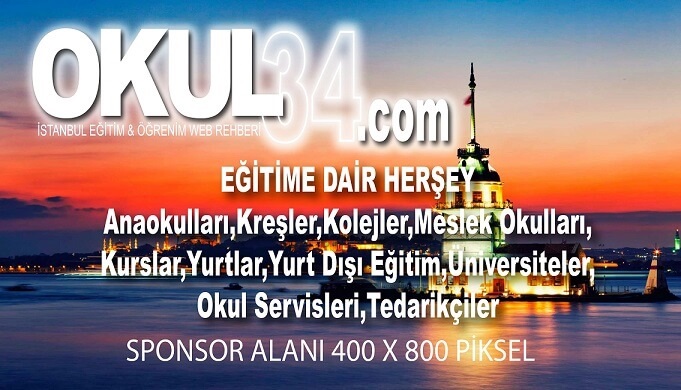 OKUL34.com
İSTANBUL EĞİTİM & ÖĞRENİM WEB REHBERİ
EĞİTİME DAİR HERŞEY
Anaokulları,Kreşler,Kolejler,Meslek Okulları,
Kurslar,Yurtlar,Yurt Dışı Eğitim,Üniversiteler,
Okul Servisleri,Tedarikçiler
SPONSOR ALANI 400 X 800 PİKSEL